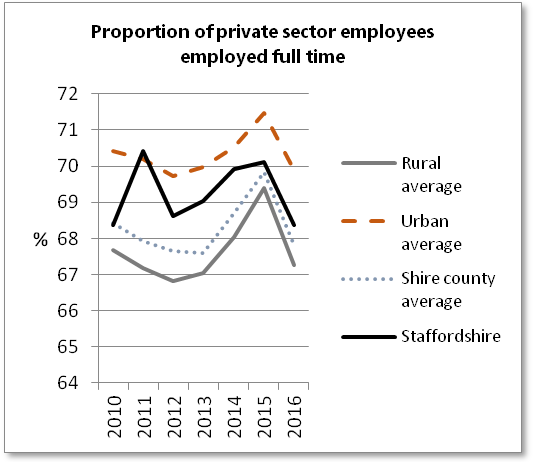 Proportion of private sector employees
employed full time
72
71
70
69
68
67
66
65
64
%
2010
2011
2012
2013
2014
2015
2016
Rural
average
Urban
average
Shire county
average
Staffordshire